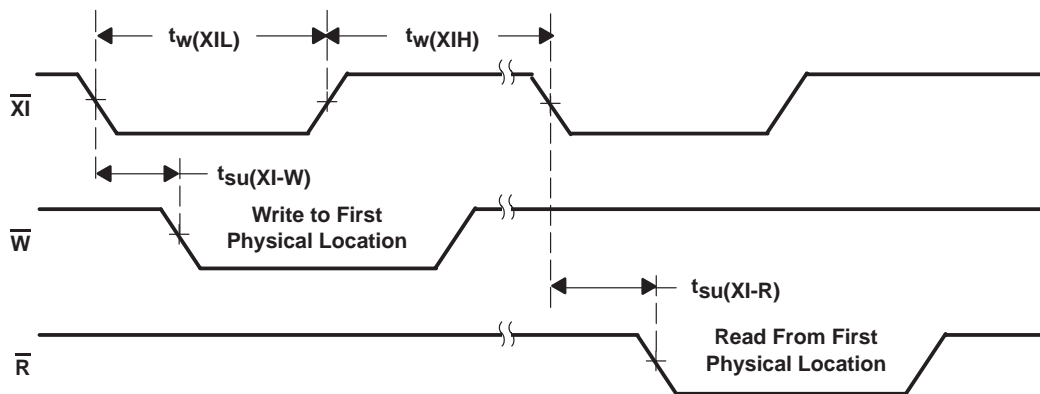 tw(XIL)
tw(XIH)
XI
tsu(XI-W)
Write to First
Physical Location
W
tsu(XI-R)
Read From First
Physical Location
R